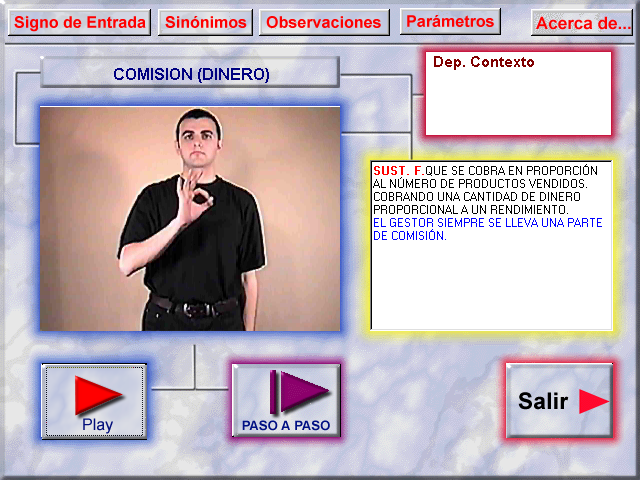 Signo de Entrada
Sinónimos
Observaciones
Parámetros
Acerca de...
COMISION (DINERO)
Dep. Contexto
SUST. F.QUE SE COBRA EN PROPORCIÓN
AL NÚMERO DE PRODUCTOS VENDIDOS.
COBRANDO UNA CANTIDAD DE DINERO
PROPORCIONAL A UN RENDIMIENTO.
EL GESTOR SIEMPRE SE LLEVA UNA PARTE
DE COMISIÓN.
Play
PASO A PASO
Salir